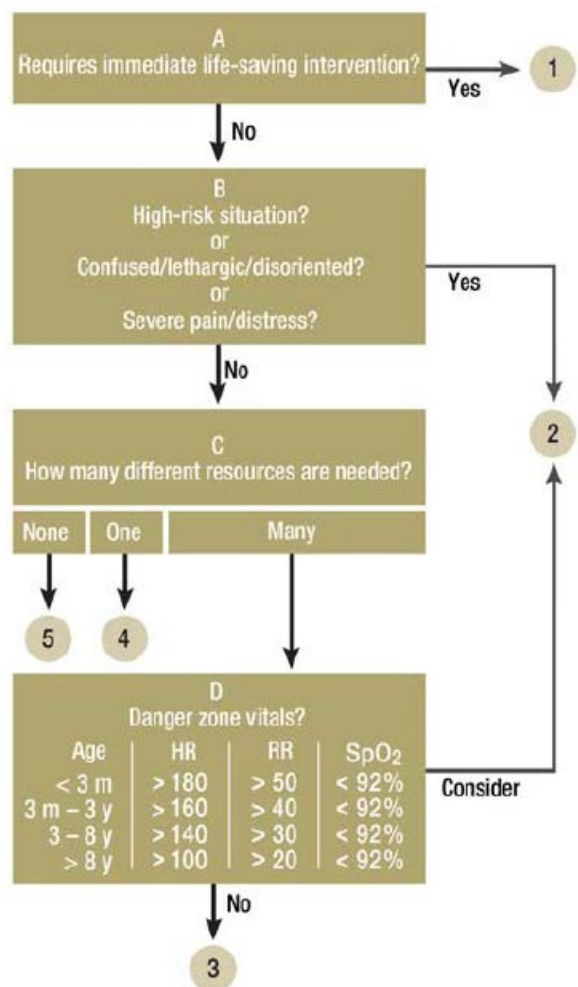 A
Requires immediate life-saving intervention?
Yes
1
No
B
High-risk situation?
or
Confused/lethargic/disoriented?
or
Severe pain/distress?
Yes
No
2
C
How many different resources are needed?
None One Many
5 4
D
Danger zone vitals?
Age HR RR SpO₂
< 3 m > 180 > 50 < 92%
3 m – 3 y > 160 > 40 < 92%
3 – 8 y > 140 > 30 < 92%
> 8 y > 100 > 20 < 92%
Consider
No
3